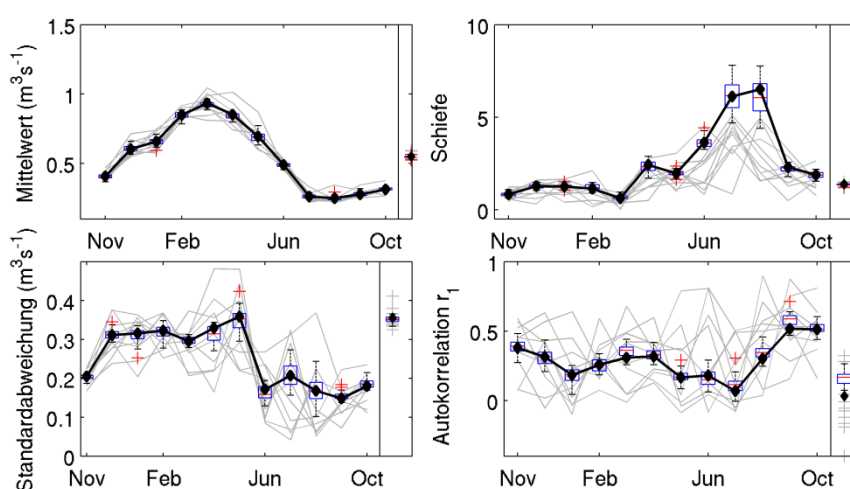 Mittelwert (m³s⁻¹)
1.5
1
0.5
Nov Feb Jun Oct
Schiefe
10
5
0
Nov Feb Jun Oct
Standardabweichung (m³s⁻¹)
0.4
0.3
0.2
0.1
0
Nov Feb Jun Oct
Autokorrelation r₁
1
0.5
0
Nov Feb Jun Oct